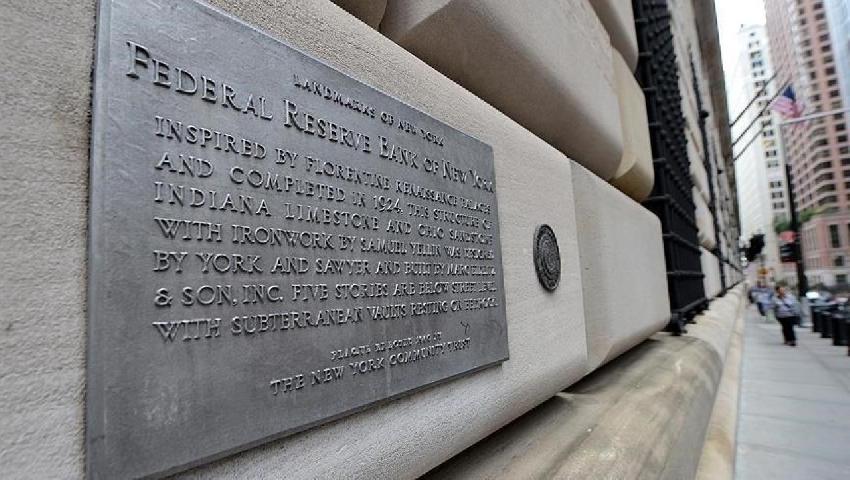 LANDMARKS OF NEW YORK
FEDERAL RESERVE BANK OF NEW YORK
INSPIRED BY FLORENTINE RENAISSANCE PALACES
AND COMPLETED IN 1924, THIS STRUCTURE OF
INDIANA LIMESTONE AND OHIO SANDSTONE
WITH IRONWORK BY SAMUEL YELLIN WAS DESIGNED
BY YORK AND SAWYER AND BUILT BY MARC EIDLITZ
& SON, INC. FIVE STORIES ARE BELOW STREET LEVEL
WITH SUBTERRANEAN VAULTS RESTING ON BEDROCK.
PLAQUE ERECTED BY
THE NEW YORK COMMUNITY TRUST